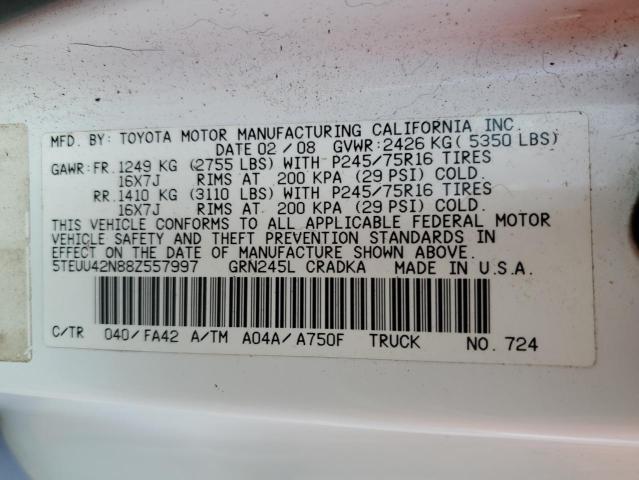 MFD. BY: TOYOTA MOTOR MANUFACTURING CALIFORNIA INC.
DATE 02 / 08 GVWR: 2426 KG ( 5350 LBS)
GAWR: FR. 1249 KG (2755 LBS) WITH P245/75R16 TIRES
16X7J RIMS AT 200 KPA (29 PSI) COLD.
RR. 1410 KG (3110 LBS) WITH P245/75R16 TIRES
16X7J RIMS AT 200 KPA (29 PSI) COLD.
THIS VEHICLE CONFORMS TO ALL APPLICABLE FEDERAL MOTOR
VEHICLE SAFETY AND THEFT PREVENTION STANDARDS IN
EFFECT ON THE DATE OF MANUFACTURE SHOWN ABOVE.
5TEUU42N88Z557997 GRN245L CRADKA MADE IN U.S.A.
C/TR 040/ FA42 A/TM A04A/ A750F TRUCK NO. 724